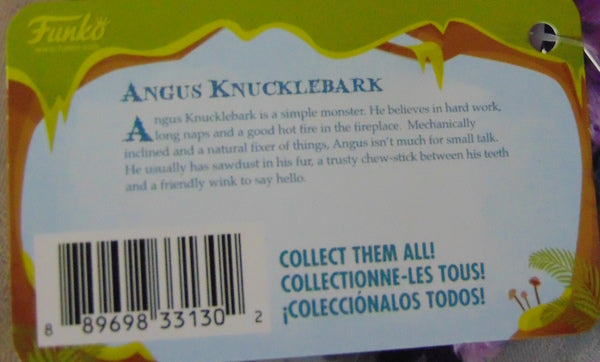 Funko
www.funko.com
ANGUS KNUCKLEBARK
Angus Knucklebark is a simple monster. He believes in hard work,
long naps and a good hot fire in the fireplace. Mechanically
inclined and a natural fixer of things, Angus isn't much for small talk.
He usually has sawdust in his fur, a trusty chew-stick between his teeth
and a friendly wink to say hello.
COLLECT THEM ALL!
COLLECTIONNE-LES TOUS!
¡COLECCIÓNALOS TODOS!
8 89698 33130 2